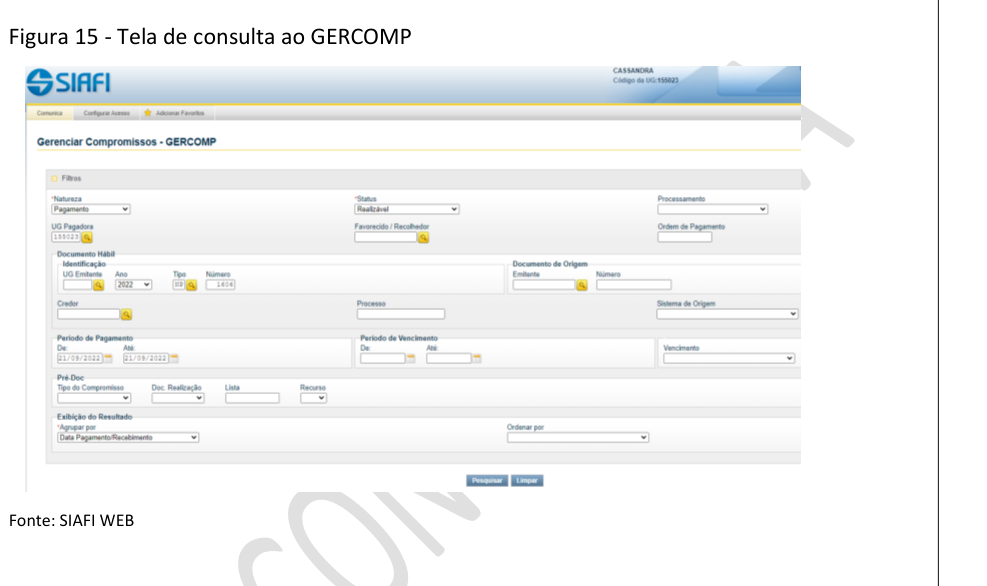 Figura 15 - Tela de consulta ao GERCOMP
SIAFI
CASSANDRA
Código da UG:155023
Comunica Configurar Acesso Adicionar Favoritos
Gerenciar Compromissos - GERCOMP
Filtros
*Natureza *Status Processamento
Pagamento Realizável
UG Pagadora Favorecido / Recolhedor Ordem de Pagamento
155023
Documento Hábil
Identificação Documento de Origem
UG Emitente Ano Tipo Número Emitente Número
2022 1606
Credor Processo Sistema de Origem
Período de Pagamento Período de Vencimento
De: Até: De: Até: Vencimento
21/09/2022 21/09/2022
Pré-Doc
Tipo do Compromisso Doc. Realização Lista Recurso
Exibição do Resultado
*Agrupar por Ordenar por
Data Pagamento/Recebimento
Pesquisar Limpar
Fonte: SIAFI WEB